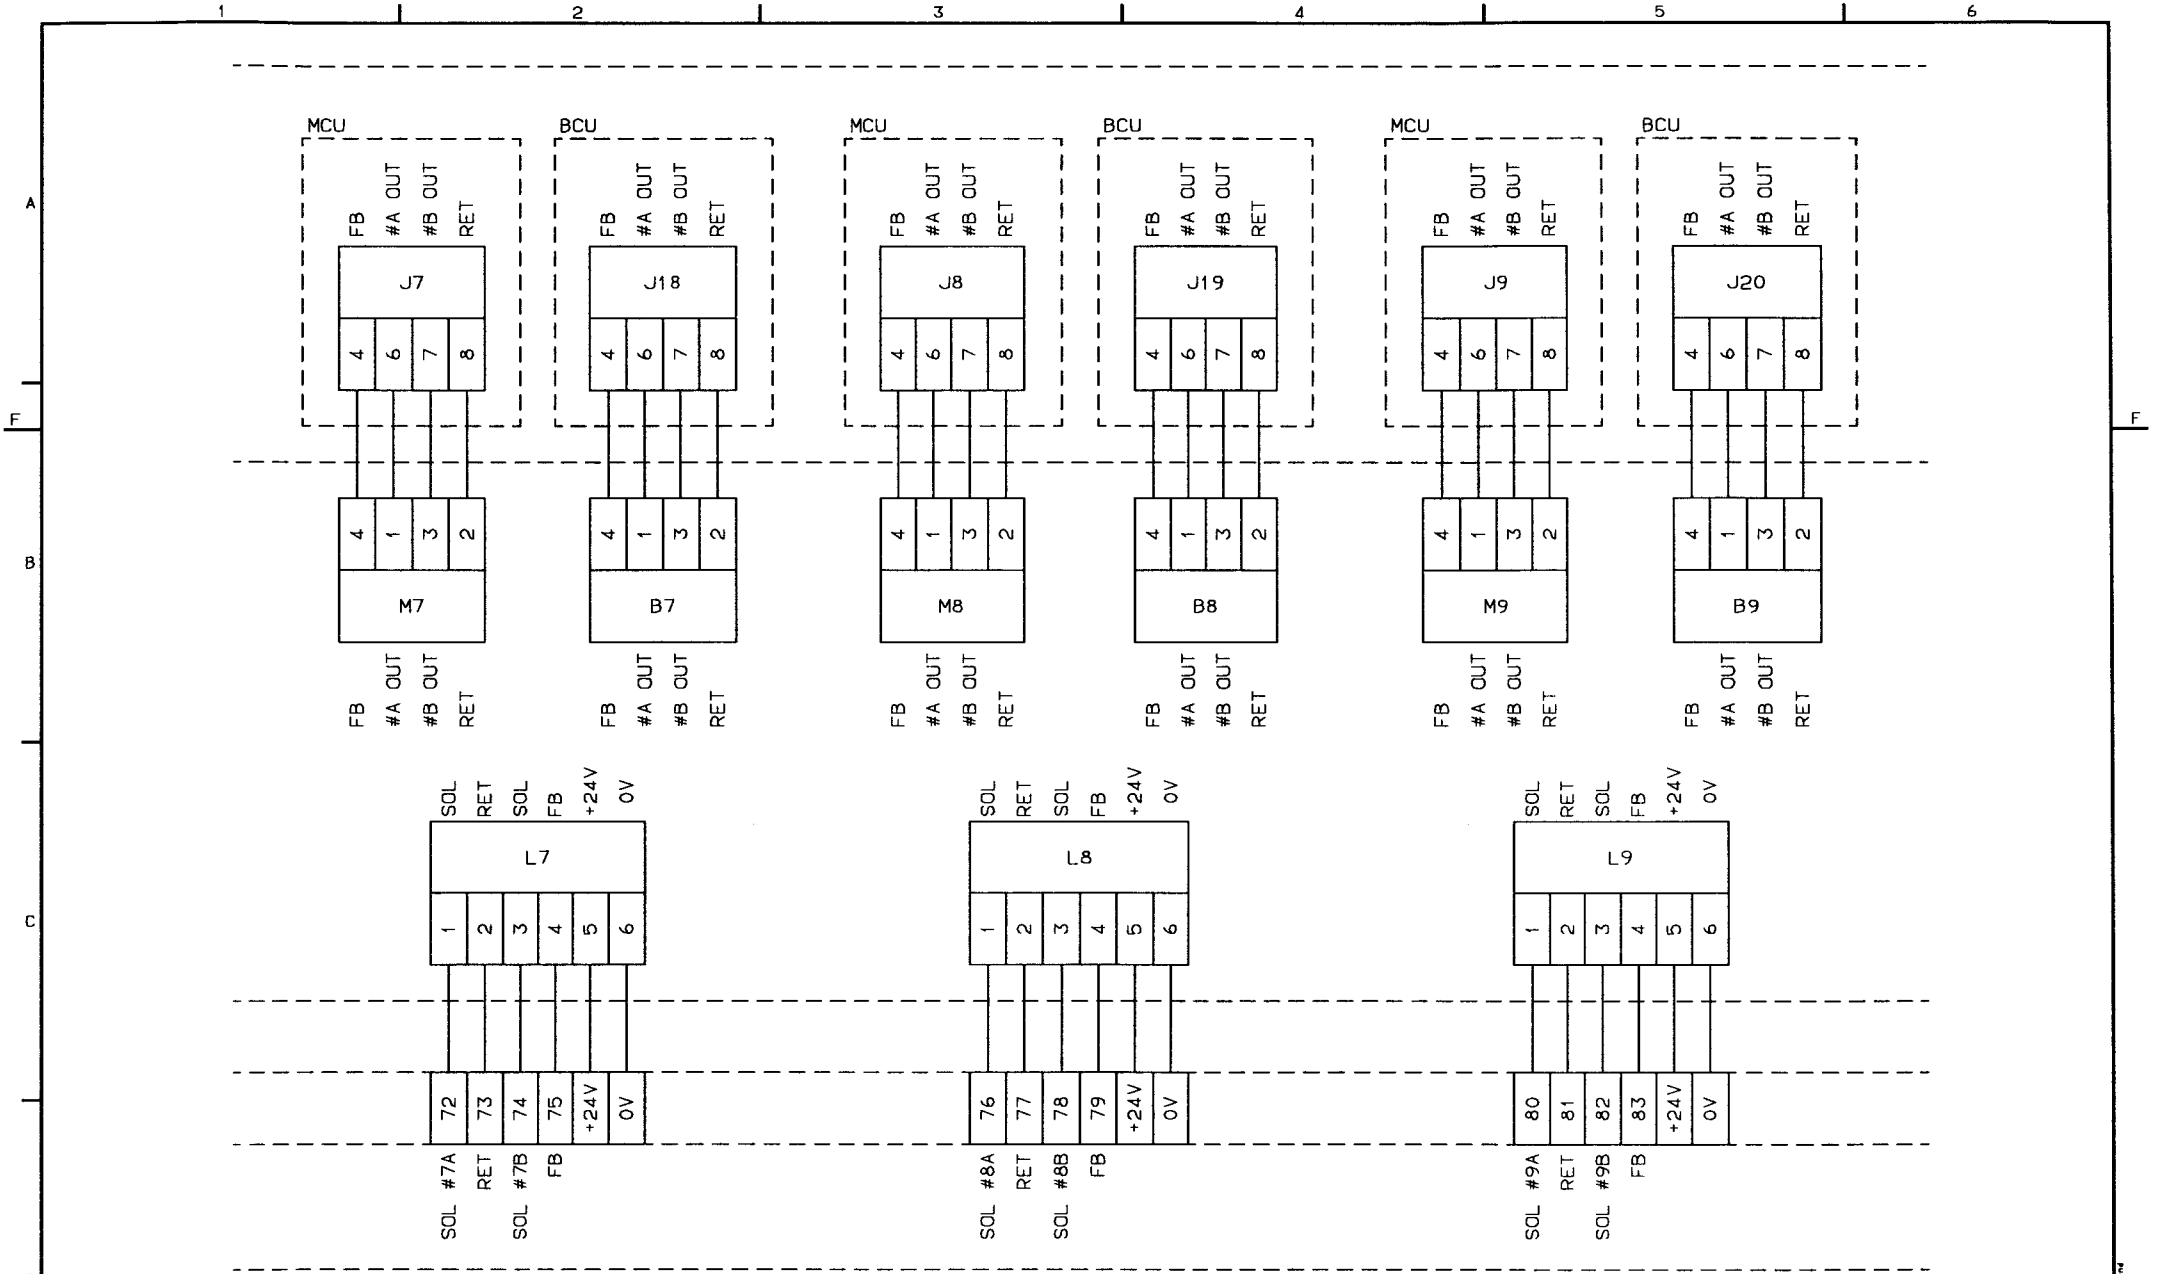 1 2 3 4 5 6
MCU BCU MCU BCU MCU BCU
A
FB #A OUT #B OUT RET FB #A OUT #B OUT RET FB #A OUT #B OUT RET FB #A OUT #B OUT RET FB #A OUT #B OUT RET FB #A OUT #B OUT RET
J7 J18 J8 J19 J9 J20
4 6 7 8 4 6 7 8 4 6 7 8 4 6 7 8 4 6 7 8 4 6 7 8
F F
4 1 3 2 4 1 3 2 4 1 3 2 4 1 3 2 4 1 3 2 4 1 3 2
B
M7 B7 M8 B8 M9 B9
FB #A OUT #B OUT RET FB #A OUT #B OUT RET FB #A OUT #B OUT RET FB #A OUT #B OUT RET FB #A OUT #B OUT RET FB #A OUT #B OUT RET
SOL RET SOL FB +24V 0V SOL RET SOL FB +24V 0V SOL RET SOL FB +24V 0V
L7 L8 L9
C
1 2 3 4 5 6 1 2 3 4 5 6 1 2 3 4 5 6
72 73 74 75 +24V 0V 76 77 78 79 +24V 0V 80 81 82 83 +24V 0V
SOL #7A RET SOL #7B FB SOL #8A RET SOL #8B FB SOL #9A RET SOL #9B FB